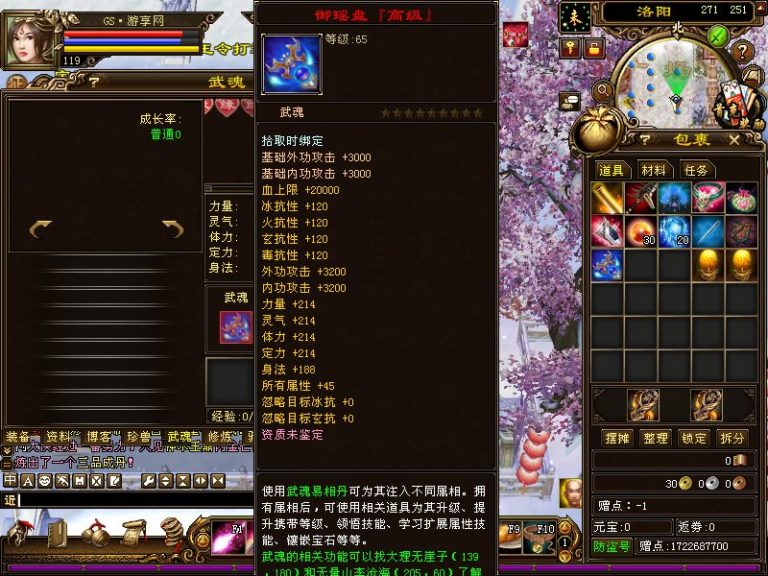 GS·游享网
119
武魂
成长率:
普通0
力量:
灵气:
体力:
定力:
身法:
武魂
经验:0/
装备
资料
博客
珍兽
武魂
修炼
炼出了一个三品成丹!
近
F1
御瑶盘『高级』
等级:65
武魂
拾取时绑定
基础外功攻击 +3000
基础内功攻击 +3000
血上限 +20000
冰抗性 +120
火抗性 +120
玄抗性 +120
毒抗性 +120
外功攻击 +3200
内功攻击 +3200
力量 +214
灵气 +214
体力 +214
定力 +214
身法 +188
所有属性 +45
忽略目标冰抗 +0
忽略目标玄抗 +0
资质未鉴定
使用武魂易相丹可为其注入不同属相。拥
有属相后，可使用相关道具为其升级、提
升携带等级、领悟技能、学习扩展属性技
能、镶嵌宝石等等。
武魂的相关功能可以找大理无崖子（139
，180）和无量山李沧海（205，60）了解
洛阳
271 251
北
包裹
道具
材料
任务
30
20
摆摊
整理
锁定
拆分
0
30 0 0
赠点:-1
元宝:0
返券:0
防盗号
赠点:1722687700
F9
F10
1